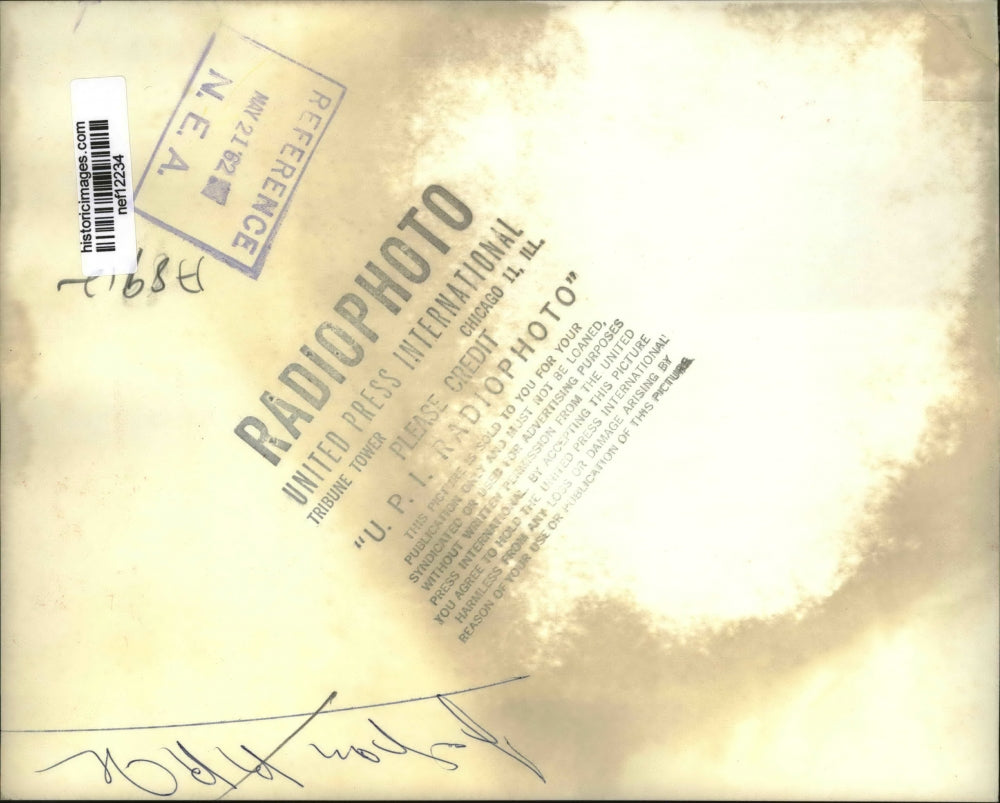 historicimages.com
nef12234
REFERENCE
MAY 21 '62
N. E. A.
RADIOPHOTO
UNITED PRESS INTERNATIONAL
TRIBUNE TOWER CHICAGO 11, ILL.
PLEASE CREDIT
"U. P. I. RADIOPHOTO"
THIS PICTURE IS SOLD TO YOU FOR YOUR
PUBLICATION ONLY AND MUST NOT BE LOANED,
SYNDICATED OR USED FOR ADVERTISING PURPOSES
WITHOUT WRITTEN PERMISSION FROM THE UNITED
PRESS INTERNATIONAL. BY ACCEPTING THIS PICTURE
YOU AGREE TO HOLD THE UNITED PRESS INTERNATIONAL
HARMLESS FROM ANY LOSS OR DAMAGE ARISING BY
REASON OF YOUR USE OR PUBLICATION OF THIS PICTURE